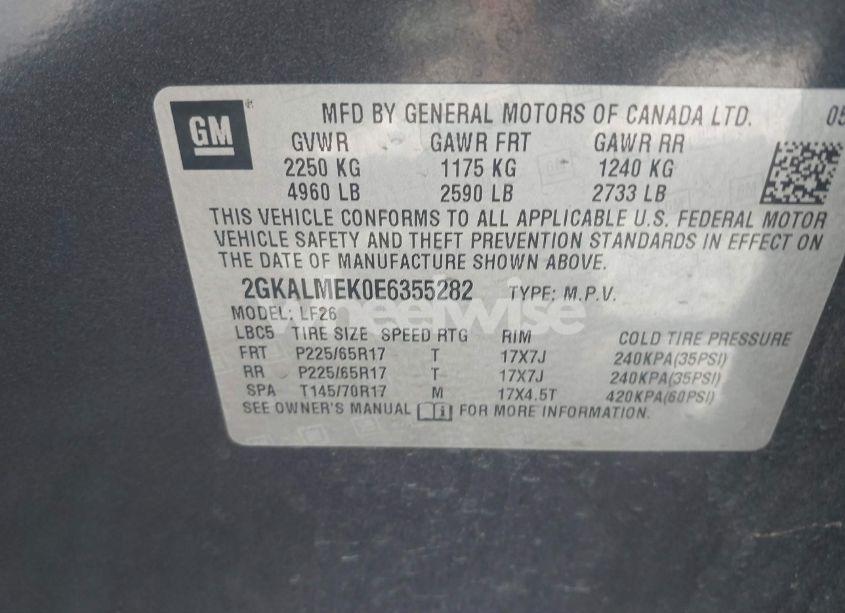 GM
MFD BY GENERAL MOTORS OF CANADA LTD. 05
GVWR GAWR FRT GAWR RR
2250 KG 1175 KG 1240 KG
4960 LB 2590 LB 2733 LB
THIS VEHICLE CONFORMS TO ALL APPLICABLE U.S. FEDERAL MOTOR
VEHICLE SAFETY AND THEFT PREVENTION STANDARDS IN EFFECT ON
THE DATE OF MANUFACTURE SHOWN ABOVE.
2GKALMEK0E6355282 TYPE: M.P.V.
MODEL: LF26
wheelwise
LBC5 TIRE SIZE SPEED RTG RIM COLD TIRE PRESSURE
FRT P225/65R17 T 17X7J 240KPA(35PSI)
RR P225/65R17 T 17X7J 240KPA(35PSI)
SPA T145/70R17 M 17X4.5T 420KPA(60PSI)
SEE OWNER'S MANUAL FOR MORE INFORMATION.